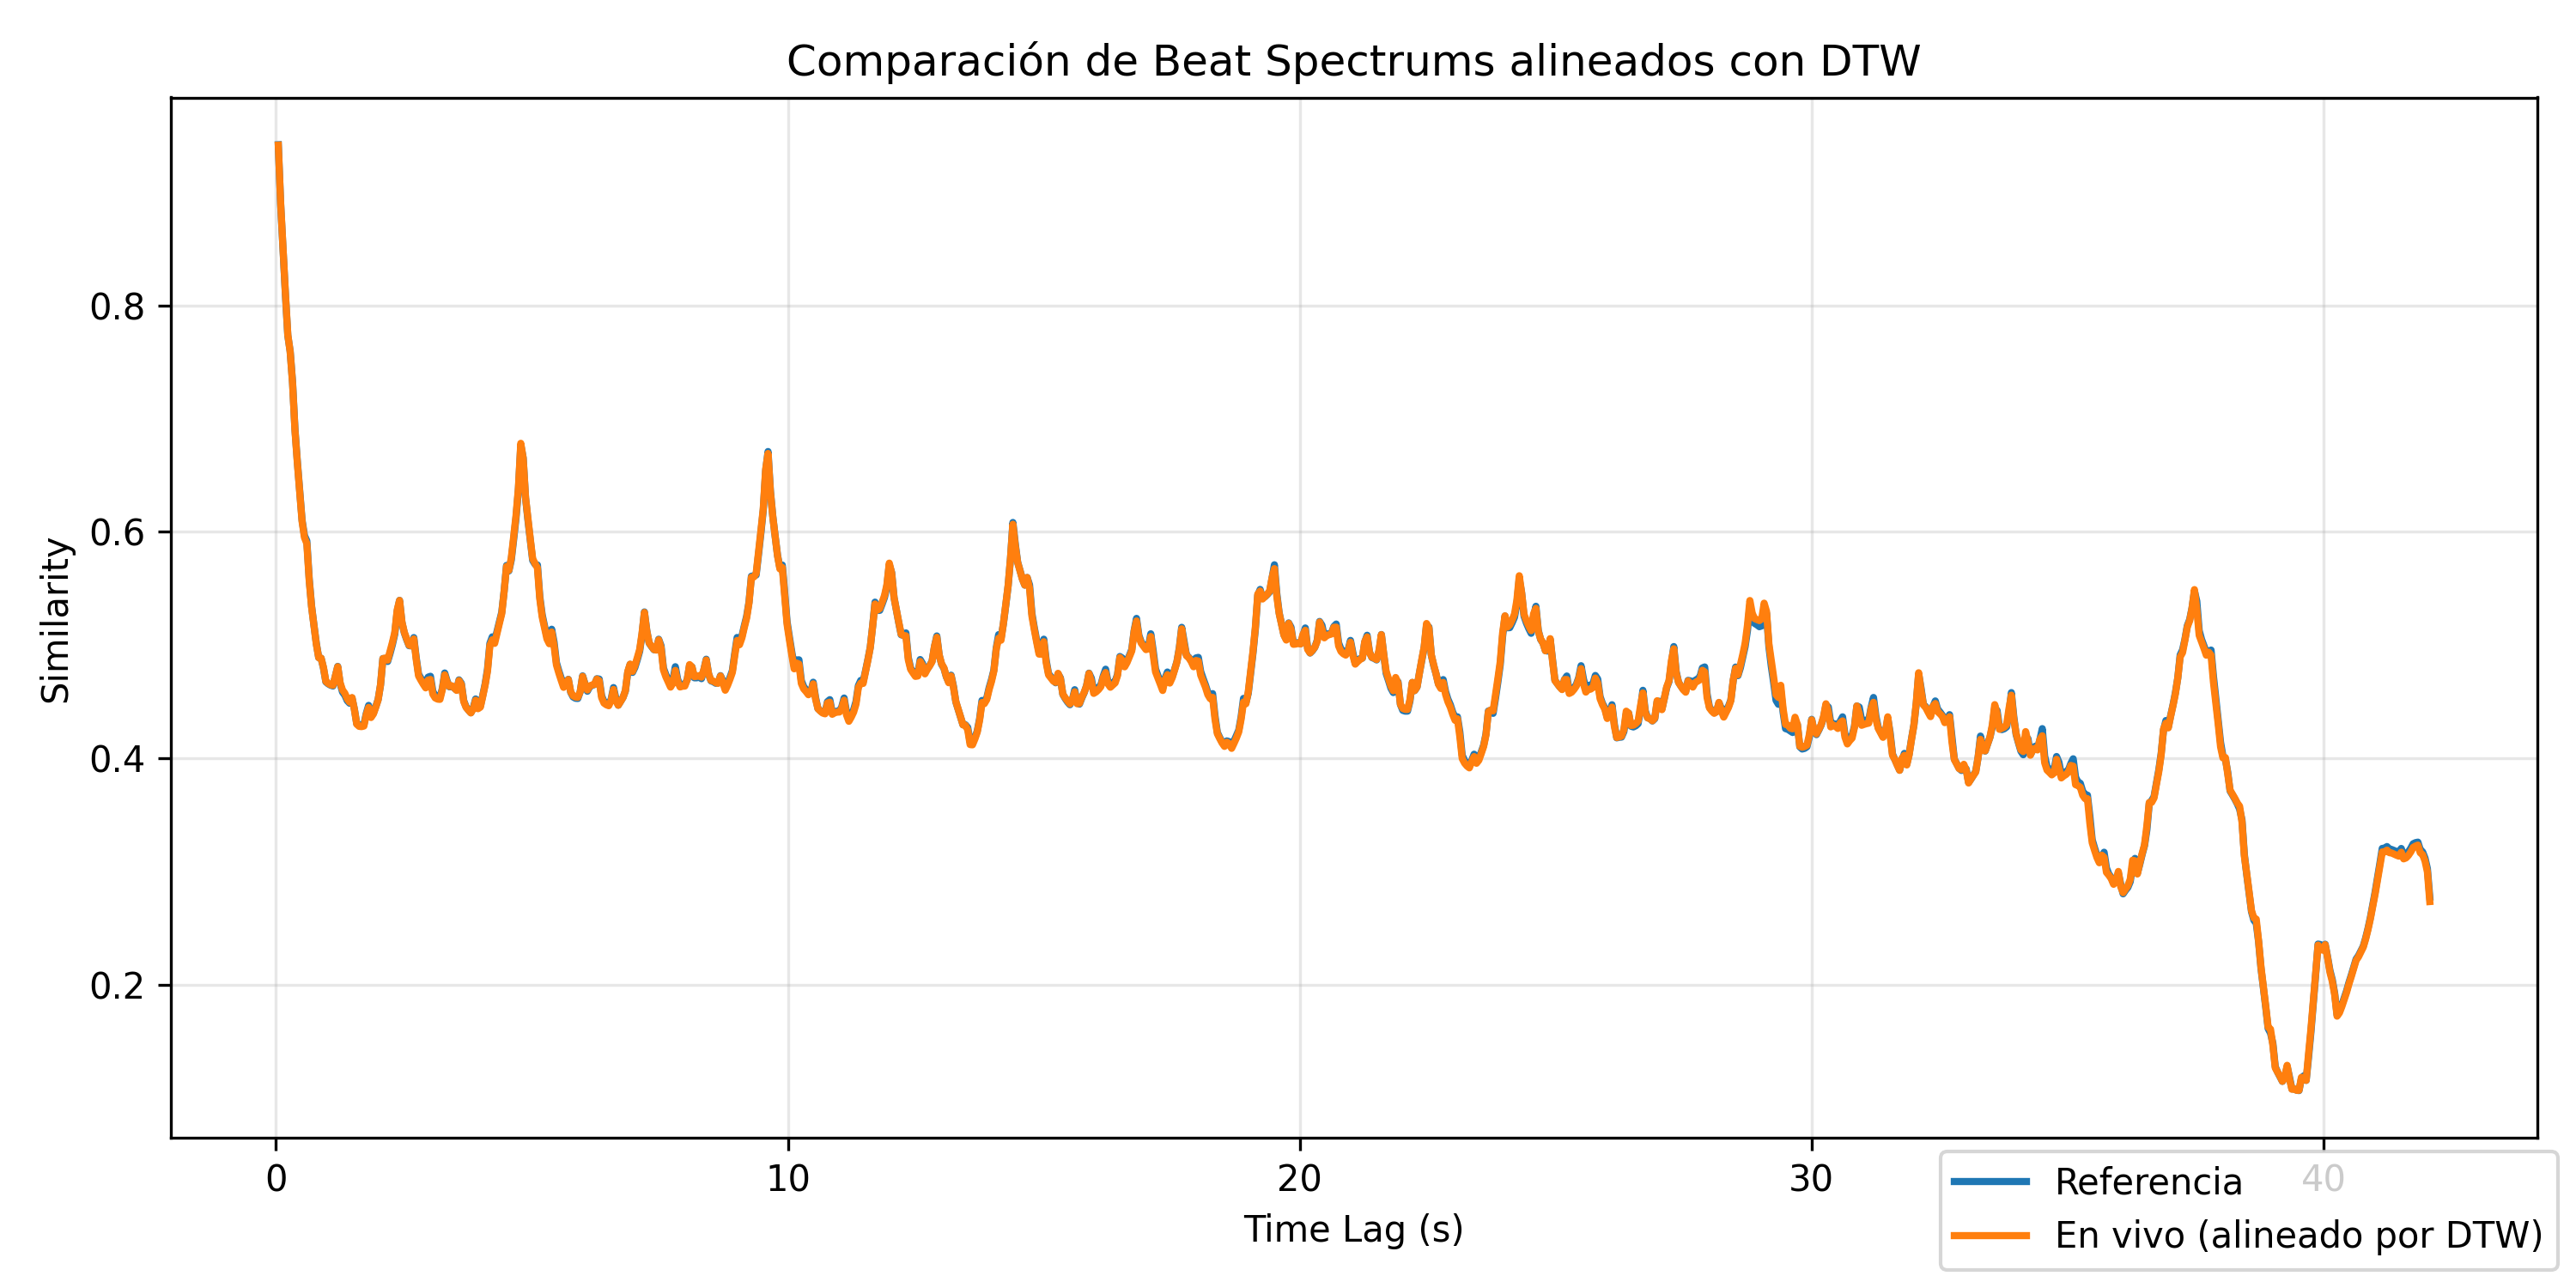 Comparación de Beat Spectrums alineados con DTW
Similarity
0.8
0.6
0.4
0.2
0 10 20 30 40
Time Lag (s)
Referencia
En vivo (alineado por DTW)